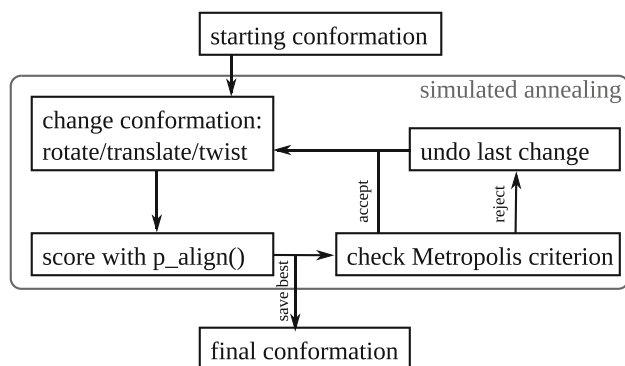 starting conformation
simulated annealing
change conformation:
rotate/translate/twist
undo last change
accept
reject
score with p_align()
check Metropolis criterion
save best
final conformation